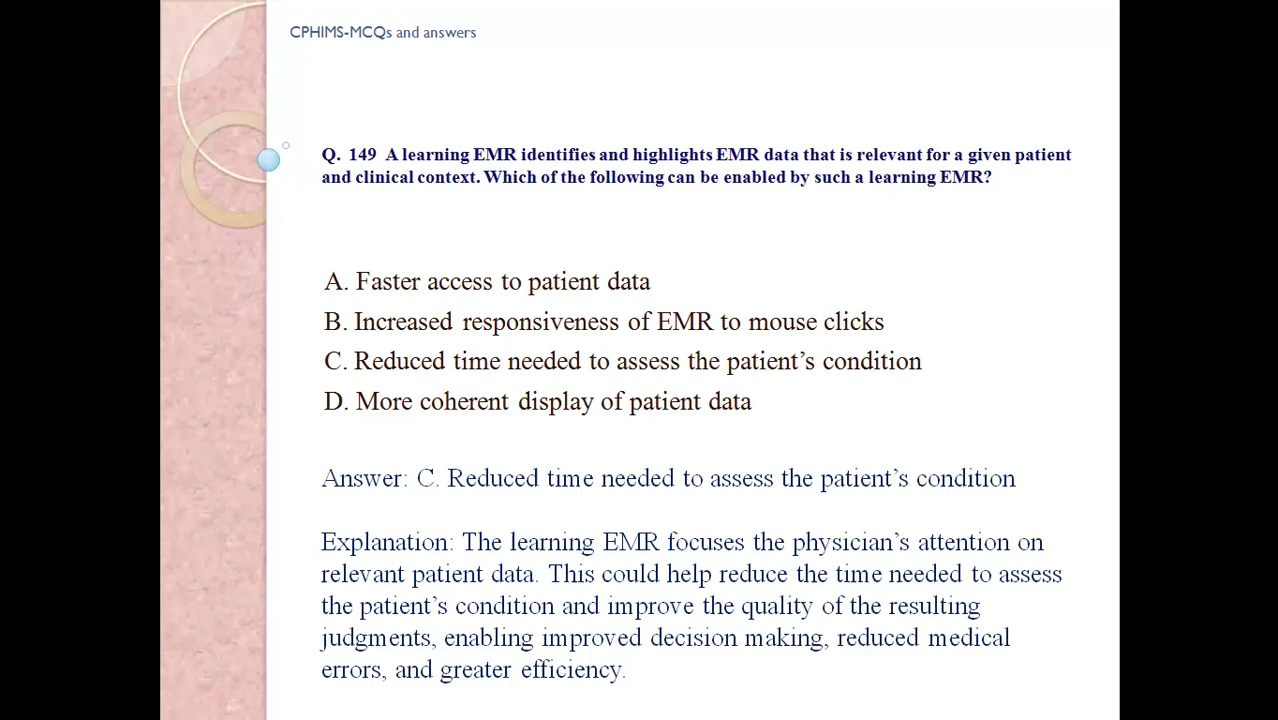 CPHIMS-MCQs and answers
Q. 149 A learning EMR identifies and highlights EMR data that is relevant for a given patient
and clinical context. Which of the following can be enabled by such a learning EMR?
A. Faster access to patient data
B. Increased responsiveness of EMR to mouse clicks
C. Reduced time needed to assess the patient’s condition
D. More coherent display of patient data
Answer: C. Reduced time needed to assess the patient’s condition
Explanation: The learning EMR focuses the physician’s attention on
relevant patient data. This could help reduce the time needed to assess
the patient’s condition and improve the quality of the resulting
judgments, enabling improved decision making, reduced medical
errors, and greater efficiency.